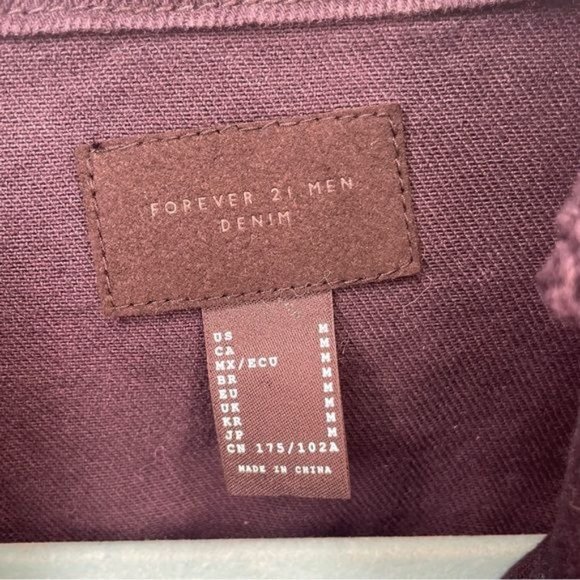 FOREVER 21 MEN
DENIM
US M
CA M
MX/ECU M
BR M
EU M
UK M
KR M
JP M
CN 175/102A
MADE IN CHINA